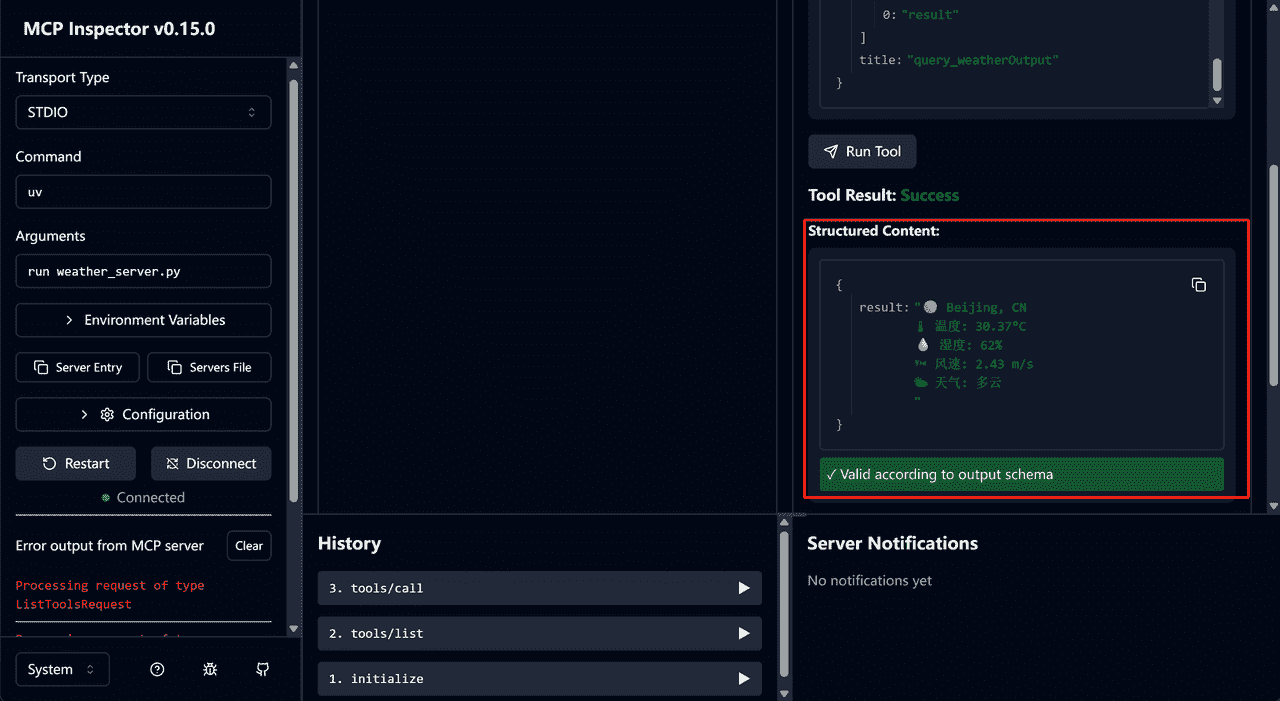 MCP Inspector v0.15.0
Transport Type
STDIO
Command
uv
Arguments
run weather_server.py
Environment Variables
Server Entry
Servers File
Configuration
Restart
Disconnect
Connected
Error output from MCP server
Clear
Processing request of type
ListToolsRequest
System
0: "result"
]
title: "query_weatherOutput"
}
Run Tool
Tool Result: Success
Structured Content:
{
result: "🌍 Beijing, CN
🌡 温度: 30.37°C
💧 湿度: 62%
🌬 风速: 2.43 m/s
🌤 天气: 多云
"
}
✓ Valid according to output schema
History
3. tools/call
2. tools/list
1. initialize
Server Notifications
No notifications yet